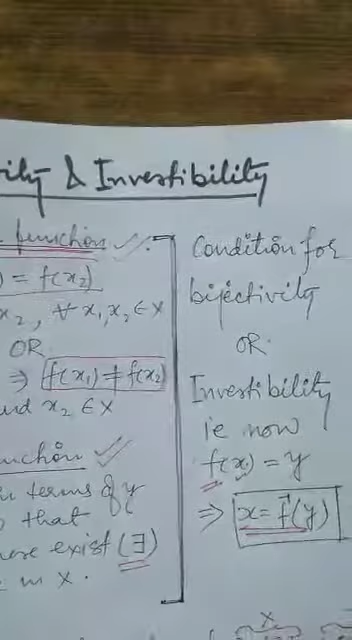 ity & Investibility
function
) = f(x₂)
x₂, ∀ x₁, x₂ ∈ X
OR
⇒ f(x₁) ≠ f(x₂)
and x₂ ∈ X
unction
in terms of y
that
here exist (∃)
in X.
Condition for
bijectivity
OR
Investibility
ie now
f(x) = y
⇒ x = f⁻¹(y)
x